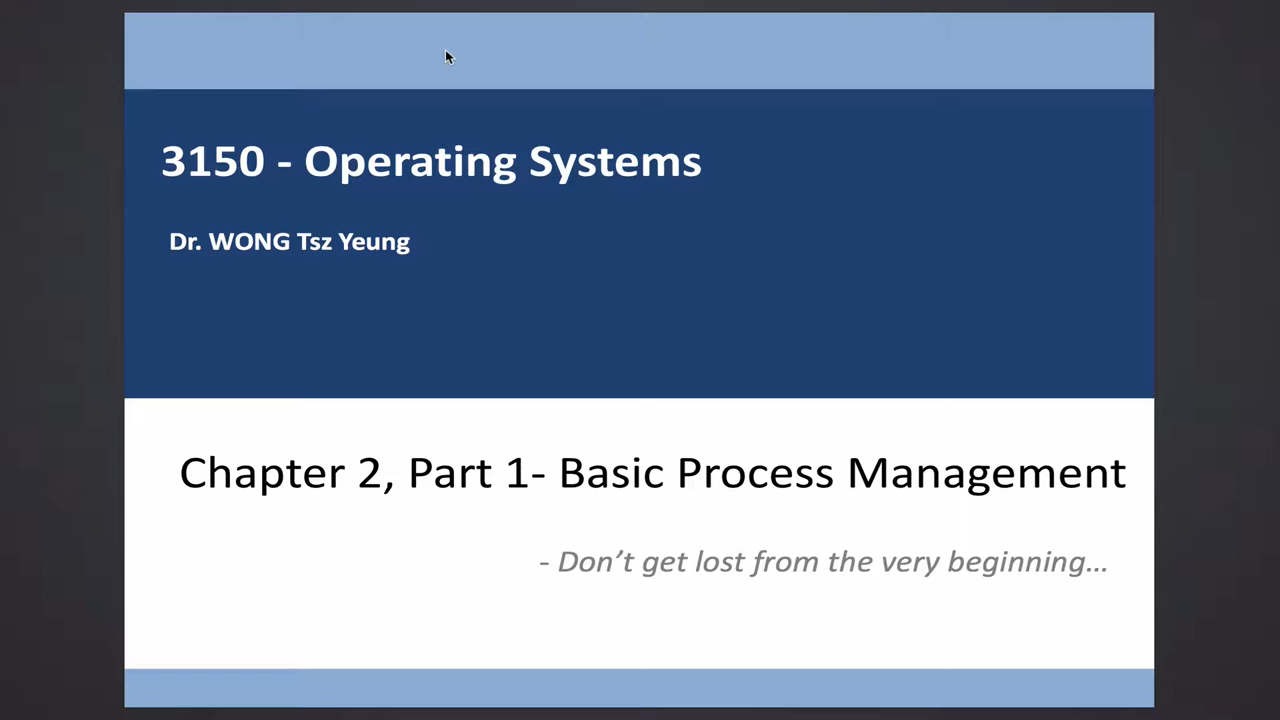 3150 - Operating Systems
Dr. WONG Tsz Yeung
Chapter 2, Part 1- Basic Process Management
- Don’t get lost from the very beginning…